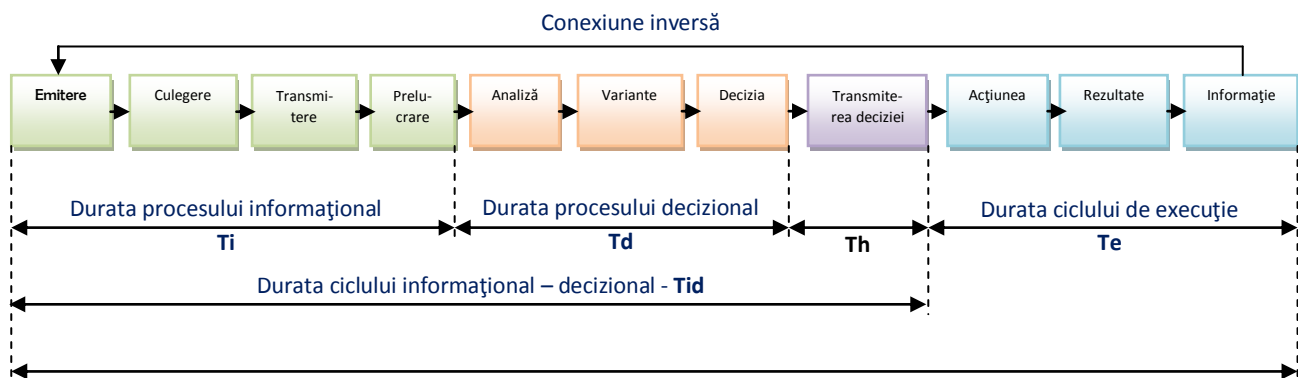 Conexiune inversă
Emitere
Culegere
Transmi-
tere
Prelu-
crare
Analiză
Variante
Decizia
Transmite-
rea deciziei
Acţiunea
Rezultate
Informaţie
Durata procesului informaţional
Ti
Durata procesului decizional
Td
Th
Durata ciclului de execuţie
Te
Durata ciclului informaţional – decizional - Tid